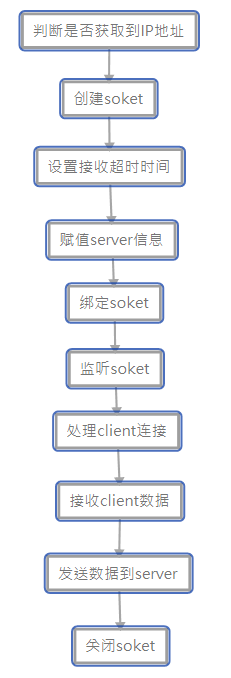 判断是否获取到IP地址
创建soket
设置接收超时时间
赋值server信息
绑定soket
监听soket
处理client连接
接收client数据
发送数据到server
关闭soket